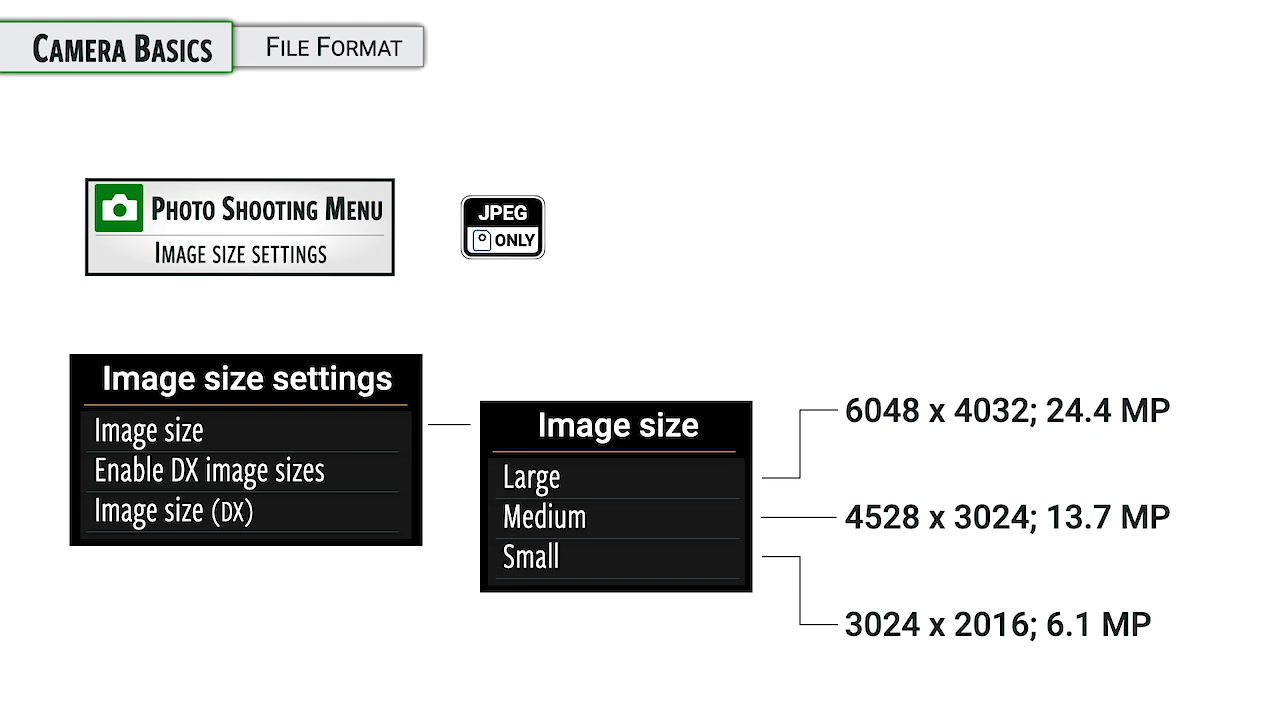 CAMERA BASICS
FILE FORMAT
PHOTO SHOOTING MENU
IMAGE SIZE SETTINGS
JPEG
ONLY
Image size settings
Image size
Enable DX image sizes
Image size (DX)
Image size
Large
Medium
Small
6048 x 4032; 24.4 MP
4528 x 3024; 13.7 MP
3024 x 2016; 6.1 MP